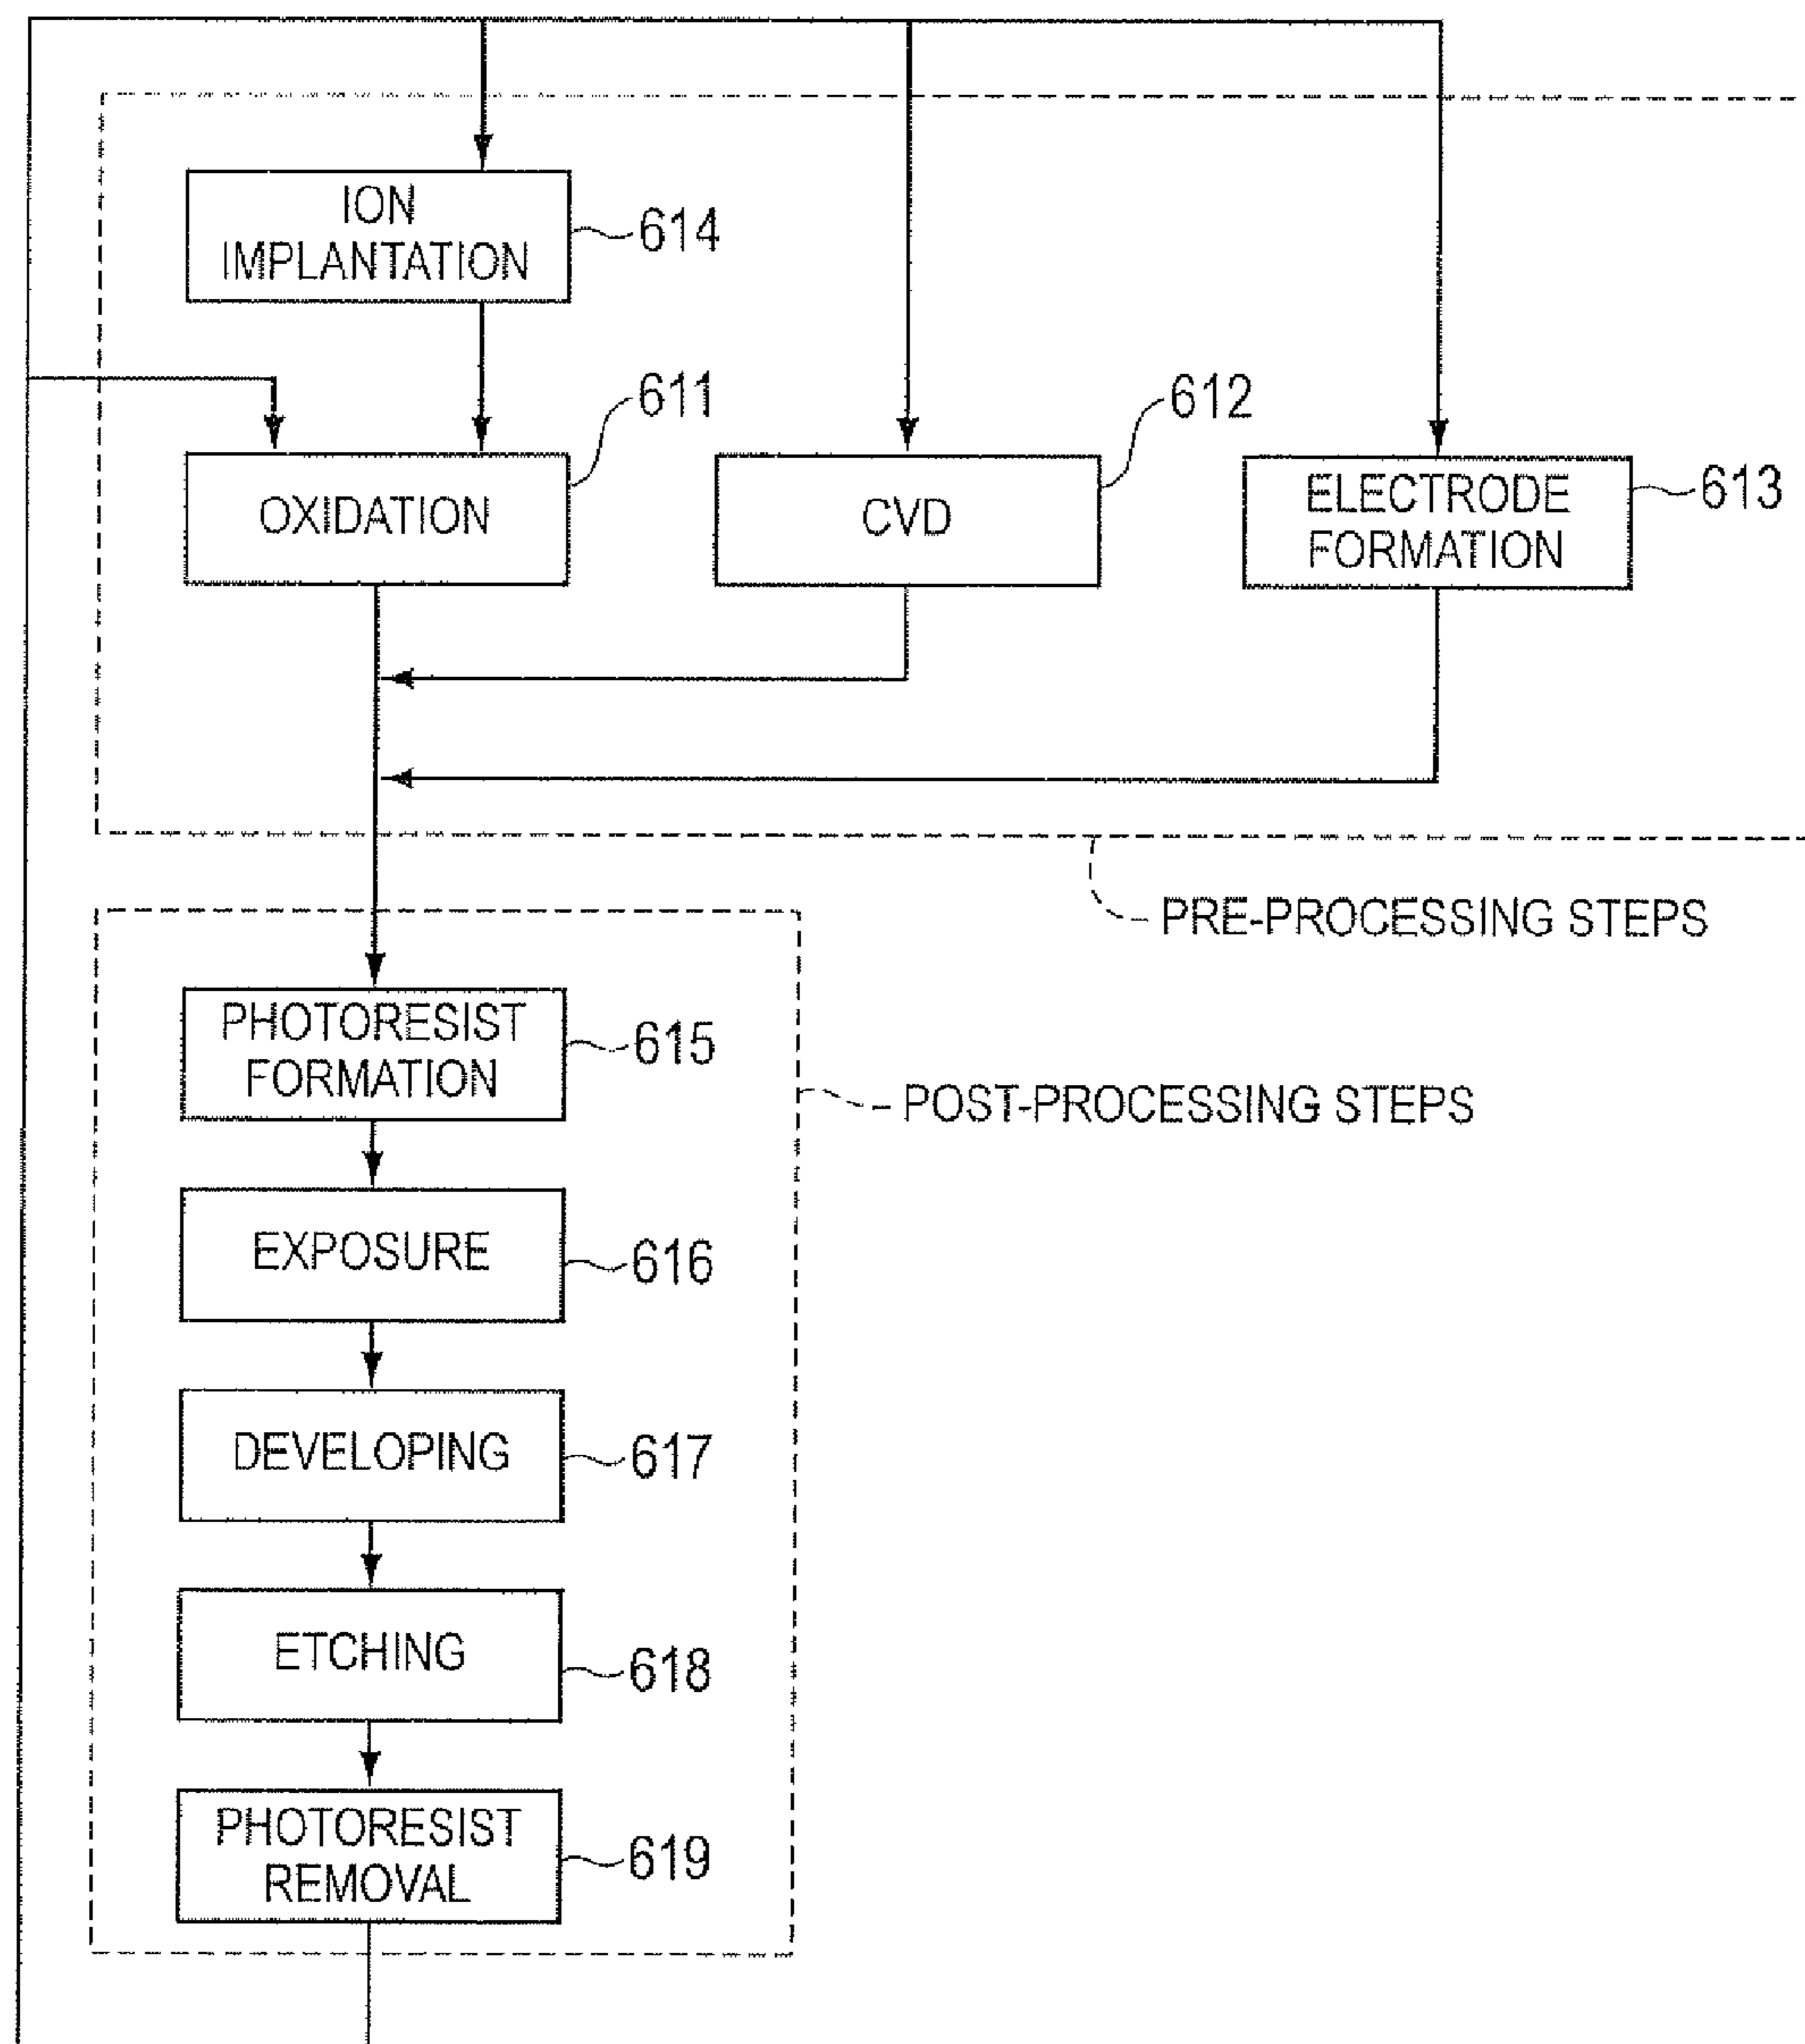 ION
IMPLANTATION
614
OXIDATION
611
CVD
612
ELECTRODE
FORMATION
613
PRE-PROCESSING STEPS
PHOTORESIST
FORMATION
615
POST-PROCESSING STEPS
EXPOSURE
616
DEVELOPING
617
ETCHING
618
PHOTORESIST
REMOVAL
619